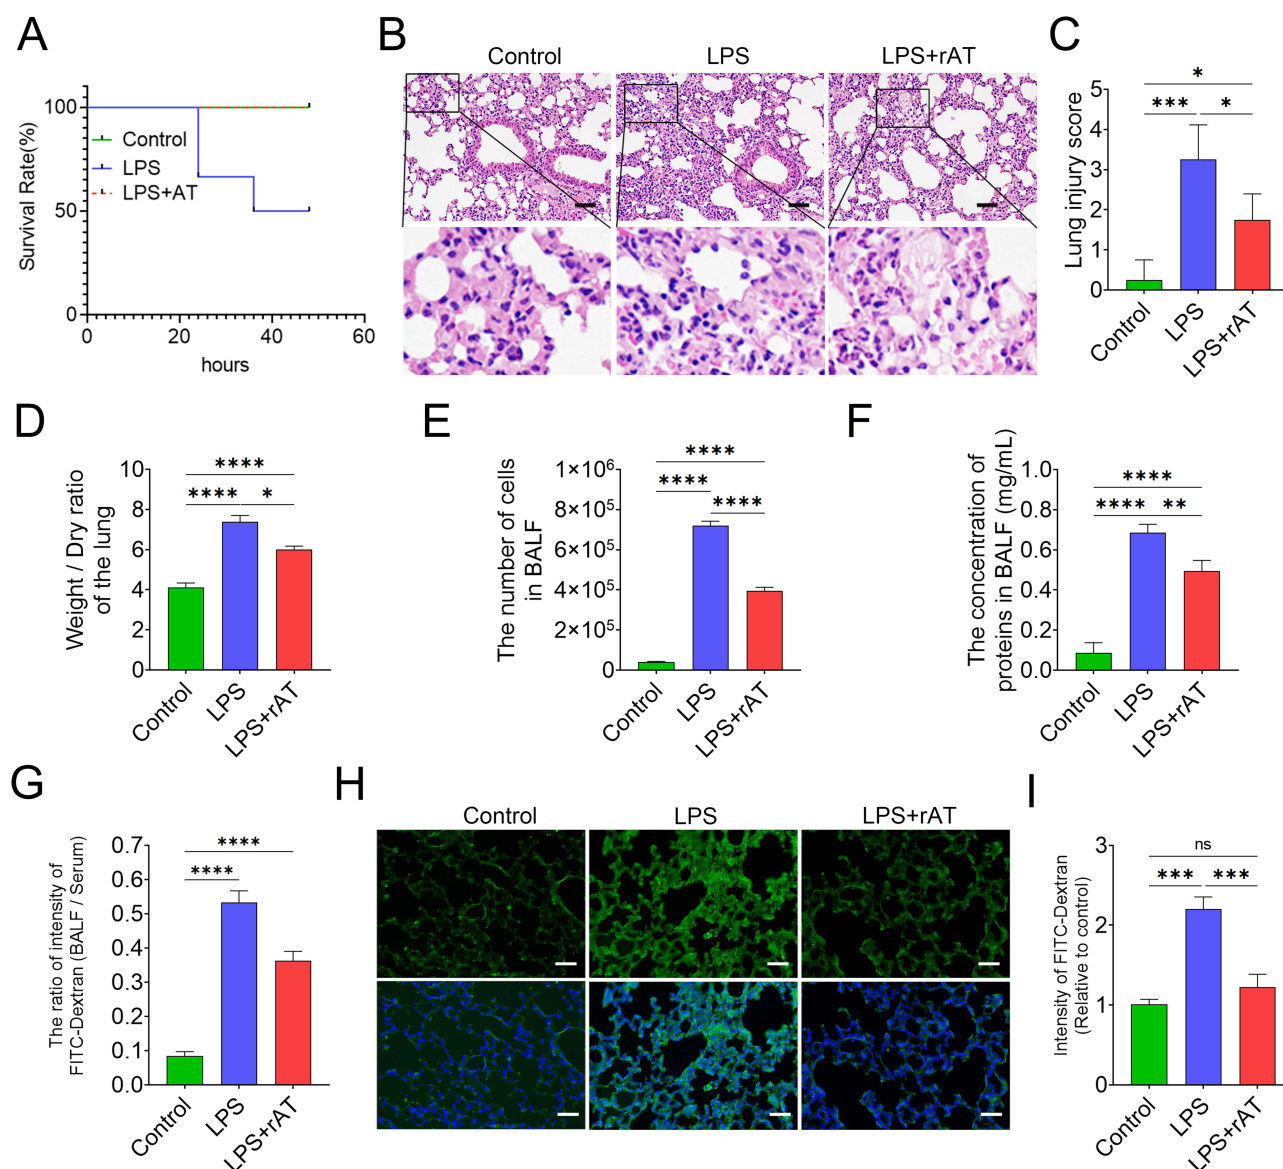 A
Survival Rate(%)
100
50
0
Control
LPS
LPS+AT
0 20 40 60
hours
B
Control LPS LPS+rAT
C
Lung injury score
5
4
3
2
1
0
*
*** *
Control LPS LPS+rAT
D
Weight / Dry ratio
of the lung
10
8
6
4
2
0
****
**** *
Control LPS LPS+rAT
E
The number of cells
in BALF
1×10⁶
8×10⁵
6×10⁵
4×10⁵
2×10⁵
0
****
****
****
Control LPS LPS+rAT
F
The concentration of
proteins in BALF (mg/mL)
1.0
0.8
0.6
0.4
0.2
0.0
****
**** **
Control LPS LPS+rAT
G
The ratio of intensity of
FITC-Dextran (BALF / Serum)
0.7
0.6
0.5
0.4
0.3
0.2
0.1
0.0
****
****
Control LPS LPS+rAT
H
Control LPS LPS+rAT
I
Intensity of FITC-Dextran
(Relative to control)
3
2
1
0
ns
*** ***
Control LPS LPS+rAT